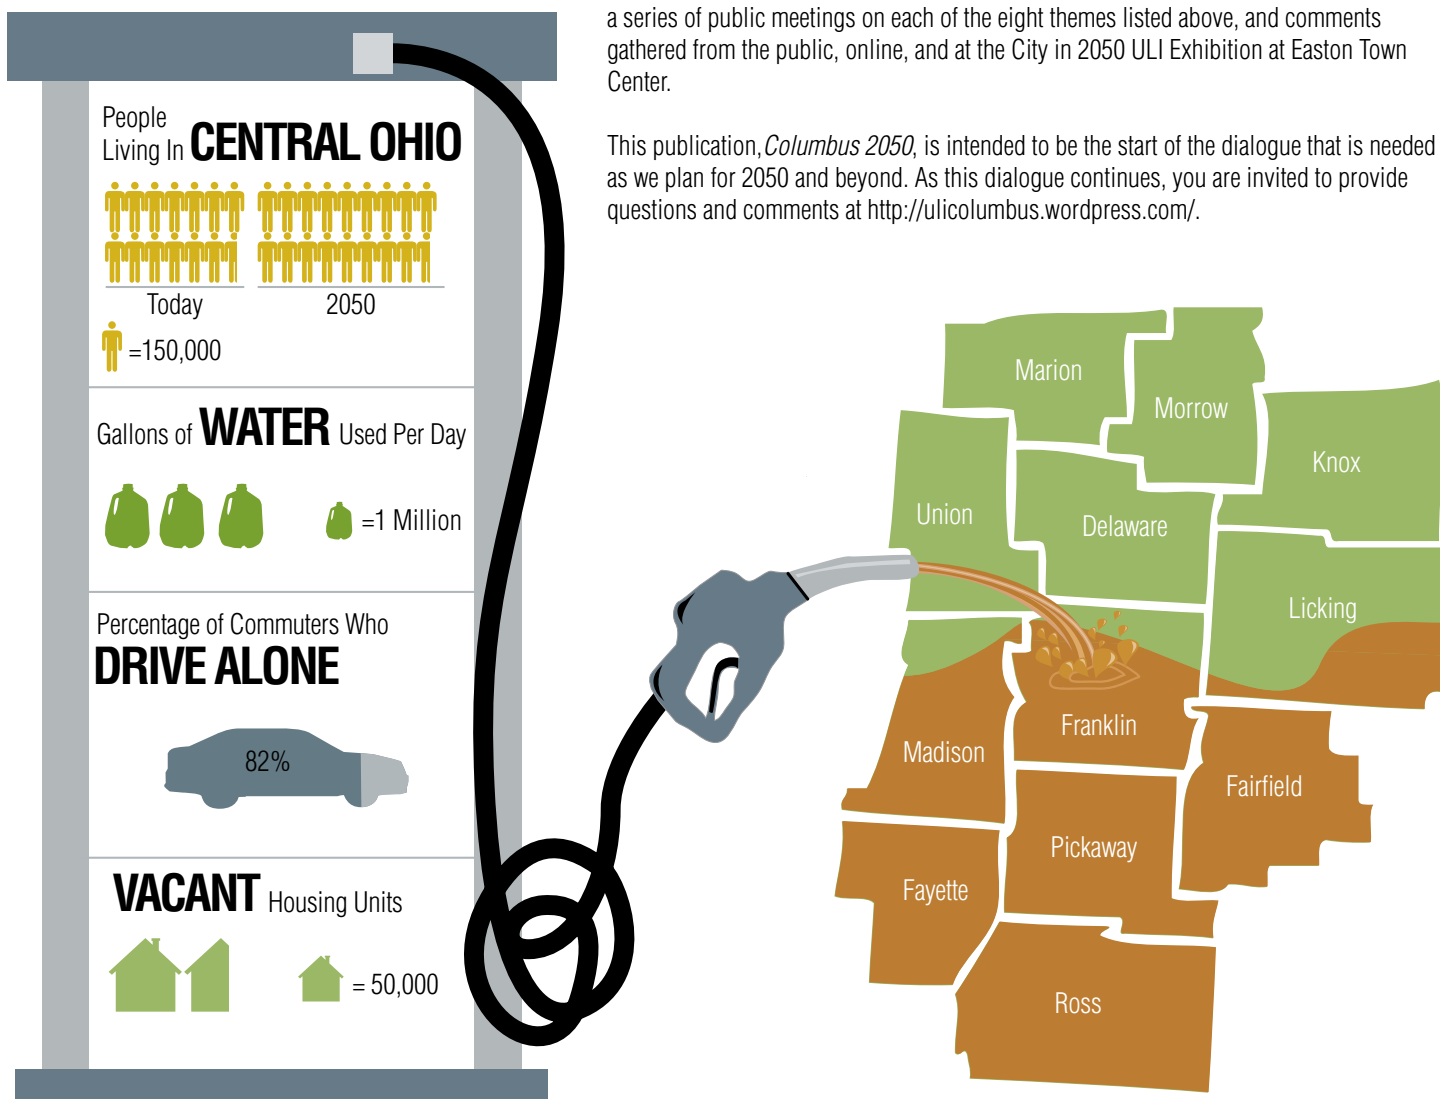 a series of public meetings on each of the eight themes listed above, and comments
gathered from the public, online, and at the City in 2050 ULI Exhibition at Easton Town
Center.
This publication, Columbus 2050, is intended to be the start of the dialogue that is needed
as we plan for 2050 and beyond. As this dialogue continues, you are invited to provide
questions and comments at http://ulicolumbus.wordpress.com/.
People
Living In CENTRAL OHIO
Today
2050
=150,000
Gallons of WATER Used Per Day
=1 Million
Percentage of Commuters Who
DRIVE ALONE
82%
VACANT Housing Units
= 50,000
Marion
Morrow
Knox
Union
Delaware
Licking
Franklin
Madison
Fairfield
Pickaway
Fayette
Ross